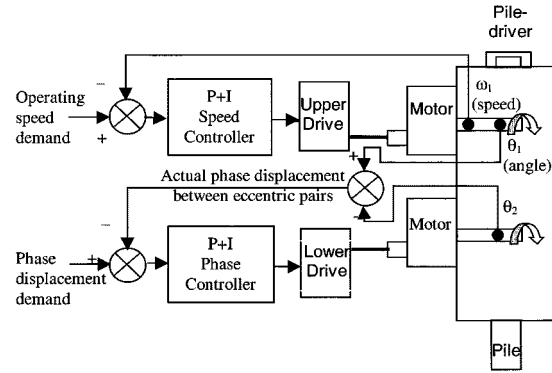 Pile-
driver
−
Operating
speed
demand
+
P+I
Speed
Controller
Upper
Drive
Motor
ω1
(speed)
θ1
(angle)
+
Actual phase displacement
between eccentric pairs
-
−
Phase
displacement
demand
+
P+I
Phase
Controller
Lower
Drive
Motor
θ2
Pile